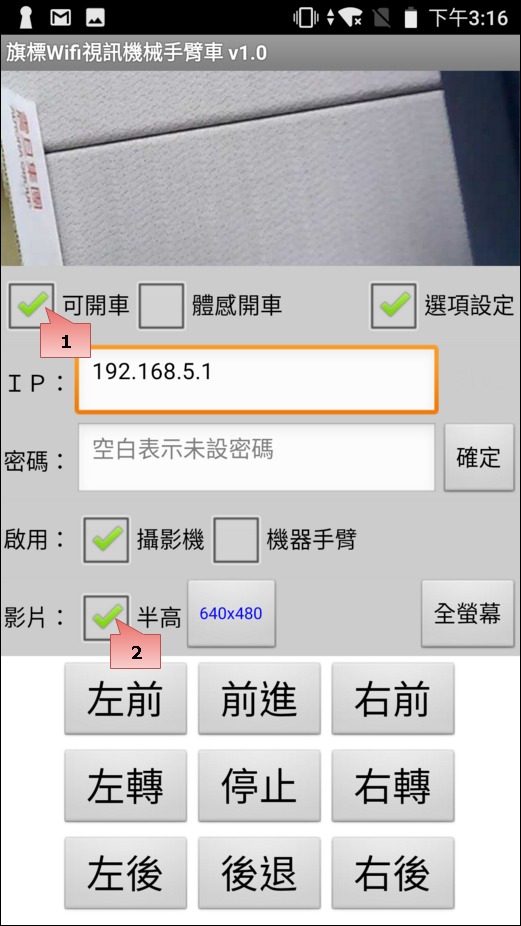 下午3:16
旗標Wifi視訊機械手臂車 v1.0
可開車 體感開車 選項設定
1
ＩＰ： 192.168.5.1
密碼： 空白表示未設密碼 確定
啟用： 攝影機 機器手臂
影片： 半高 640x480 全螢幕
2
左前 前進 右前
左轉 停止 右轉
左後 後退 右後